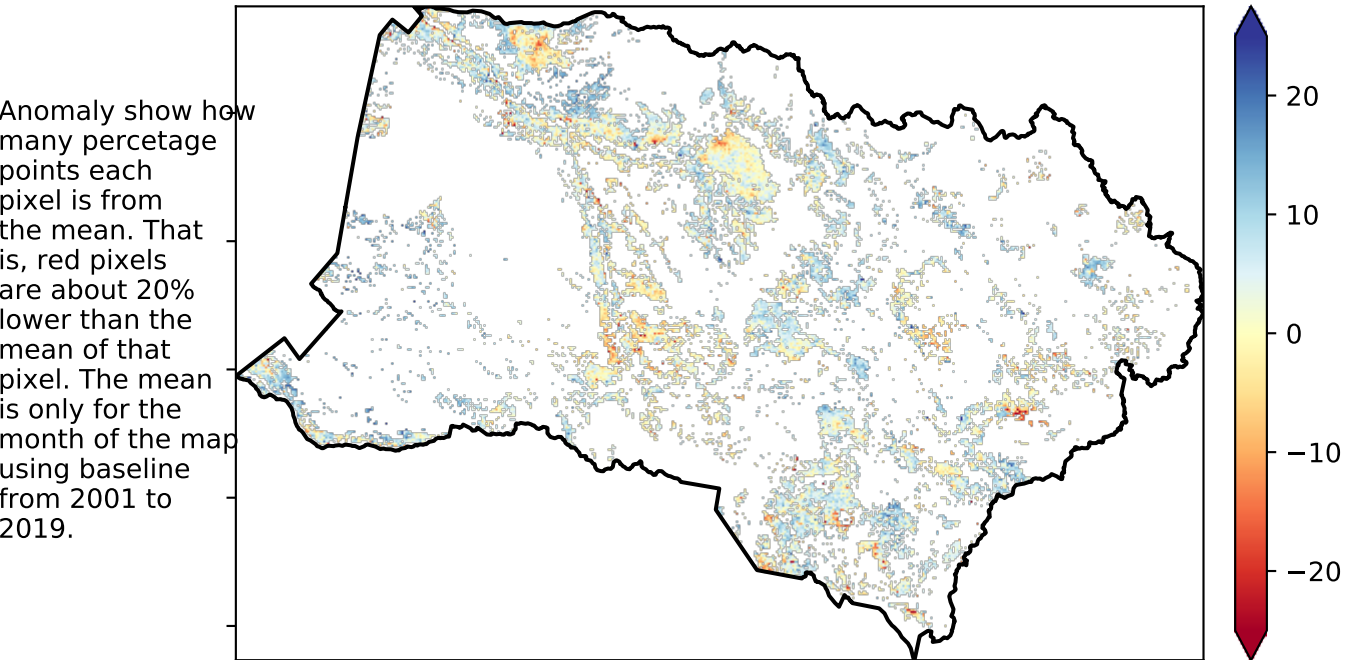 Anomaly show how
many percetage
points each
pixel is from
the mean. That
is, red pixels
are about 20%
lower than the
mean of that
pixel. The mean
is only for the
month of the map
using baseline
from 2001 to
2019.
20
10
0
−10
−20